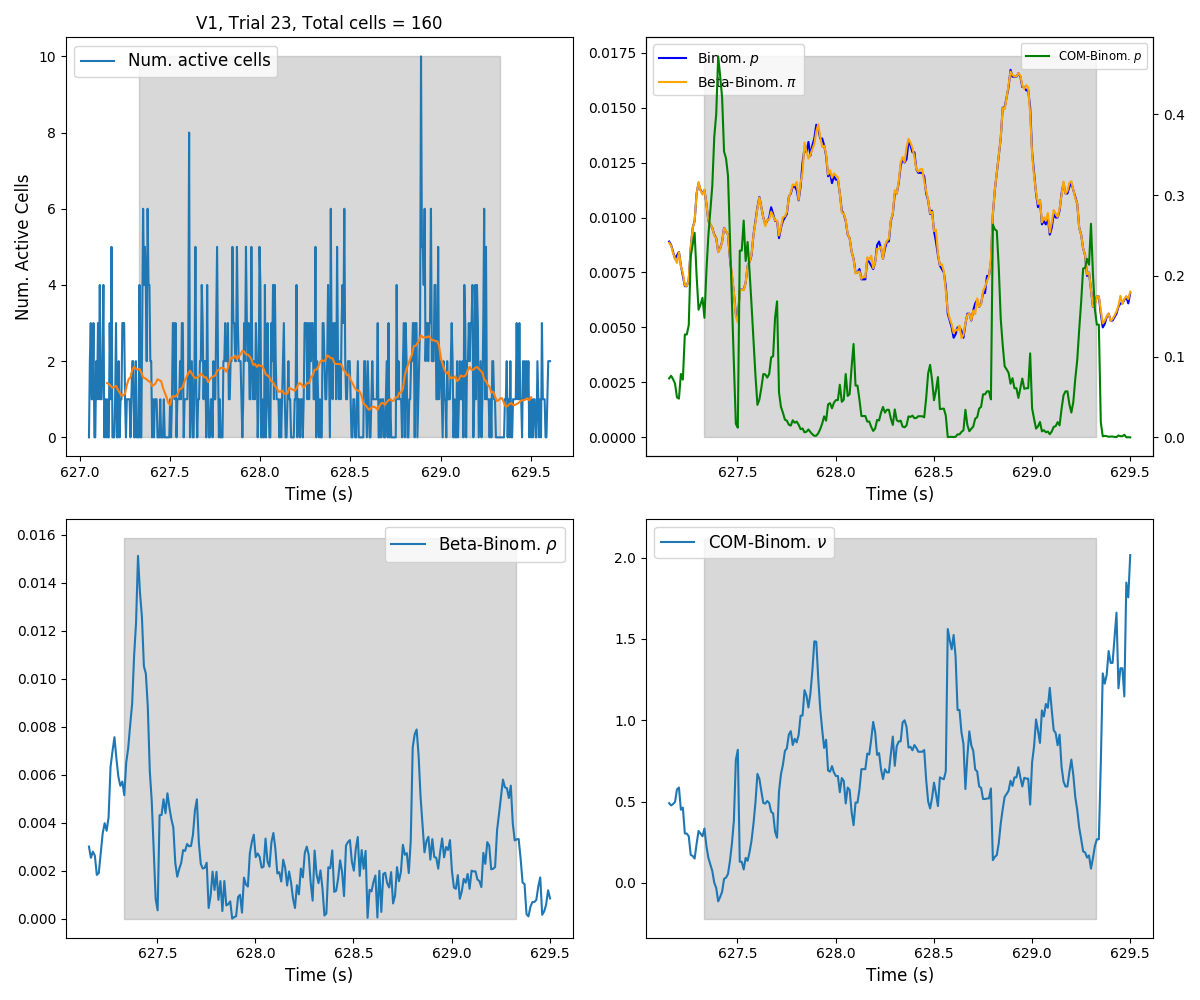 V1, Trial 23, Total cells = 160
Num. active cells
Num. Active Cells
10
8
6
4
2
0
627.0 627.5 628.0 628.5 629.0 629.5
Time (s)
Binom. p
Beta-Binom. π
COM-Binom. p
0.0175
0.0150
0.0125
0.0100
0.0075
0.0050
0.0025
0.0000
0.4
0.3
0.2
0.1
0.0
627.5 628.0 628.5 629.0 629.5
Time (s)
Beta-Binom. ρ
0.016
0.014
0.012
0.010
0.008
0.006
0.004
0.002
0.000
627.5 628.0 628.5 629.0 629.5
Time (s)
COM-Binom. ν
2.0
1.5
1.0
0.5
0.0
627.5 628.0 628.5 629.0 629.5
Time (s)